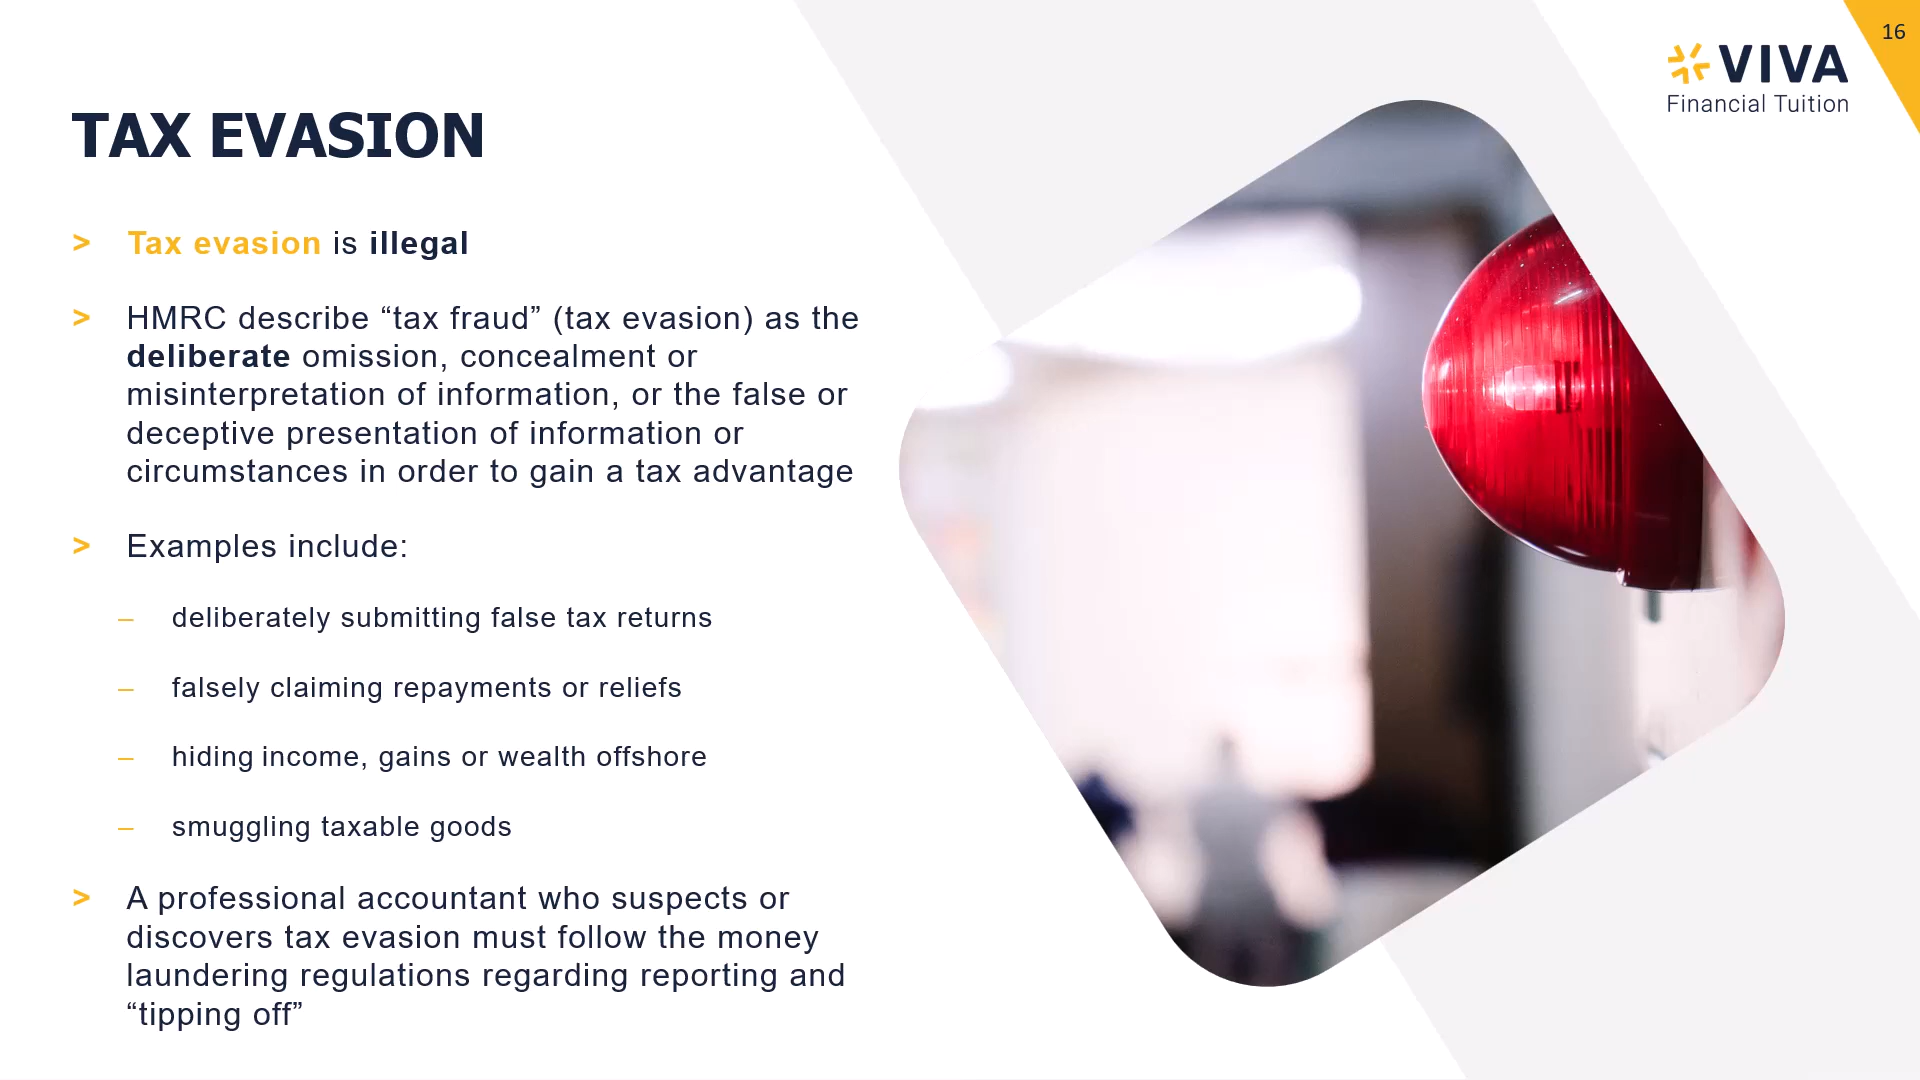 16
VIVA
Financial Tuition
TAX EVASION
> Tax evasion is illegal
> HMRC describe “tax fraud” (tax evasion) as the
deliberate omission, concealment or
misinterpretation of information, or the false or
deceptive presentation of information or
circumstances in order to gain a tax advantage
> Examples include:
– deliberately submitting false tax returns
– falsely claiming repayments or reliefs
– hiding income, gains or wealth offshore
– smuggling taxable goods
> A professional accountant who suspects or
discovers tax evasion must follow the money
laundering regulations regarding reporting and
“tipping off”